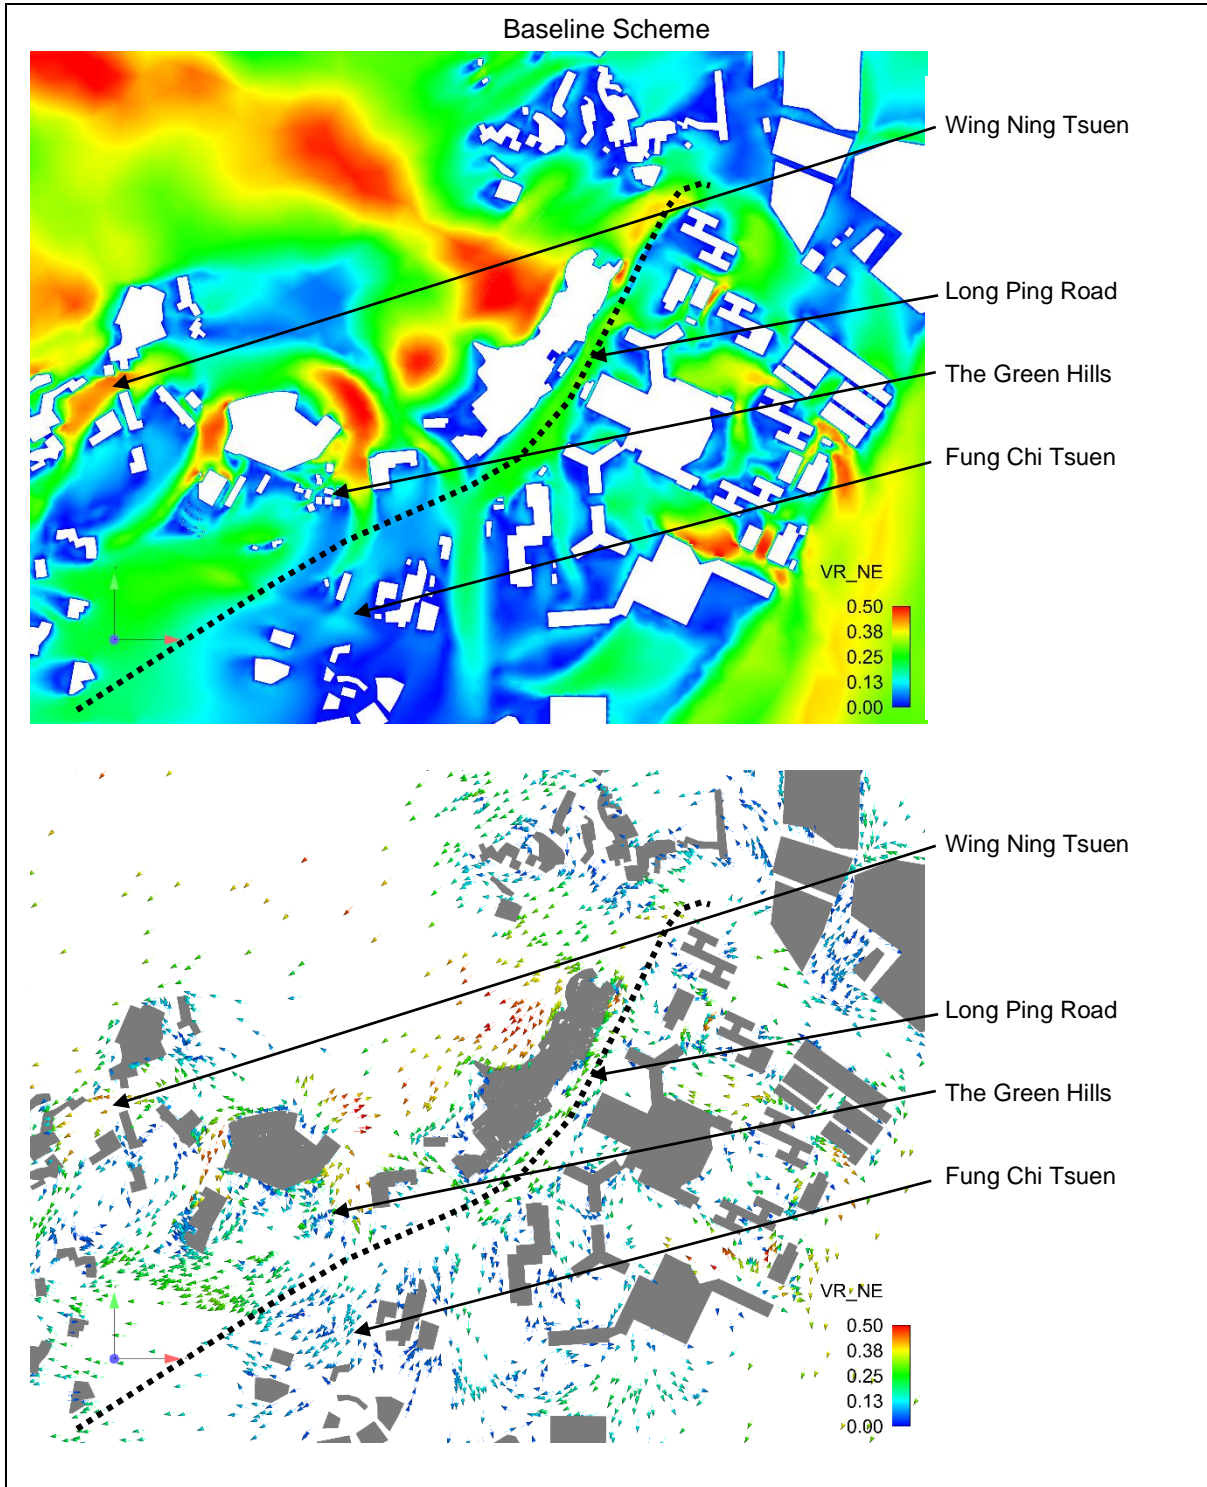 Baseline Scheme
Wing Ning Tsuen
Long Ping Road
The Green Hills
Fung Chi Tsuen
VR_NE
0.50
0.38
0.25
0.13
0.00
Wing Ning Tsuen
Long Ping Road
The Green Hills
Fung Chi Tsuen
VR_NE
0.50
0.38
0.25
0.13
0.00